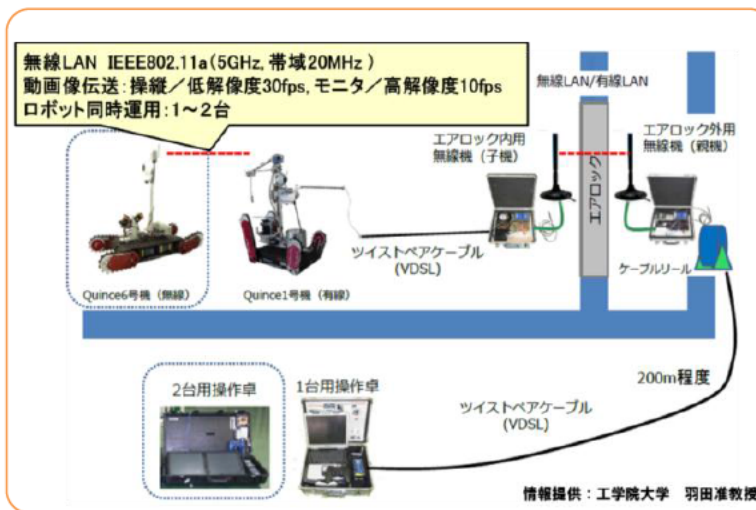 無線LAN IEEE802.11a(5GHz, 帯域20MHz )
動画像伝送:操縦/低解像度30fps, モニタ/高解像度10fps
ロボット同時運用:1~2台
無線LAN/有線LAN
エアロック内用
無線機(子機)
エアロック外用
無線機(親機)
エアロック
ツイストペアケーブル
(VDSL)
ケーブルリール
Quince6号機(無線)
Quince1号機(有線)
200m程度
2台用操作卓
1台用操作卓
ツイストペアケーブル
(VDSL)
情報提供:工学院大学 羽田准教授